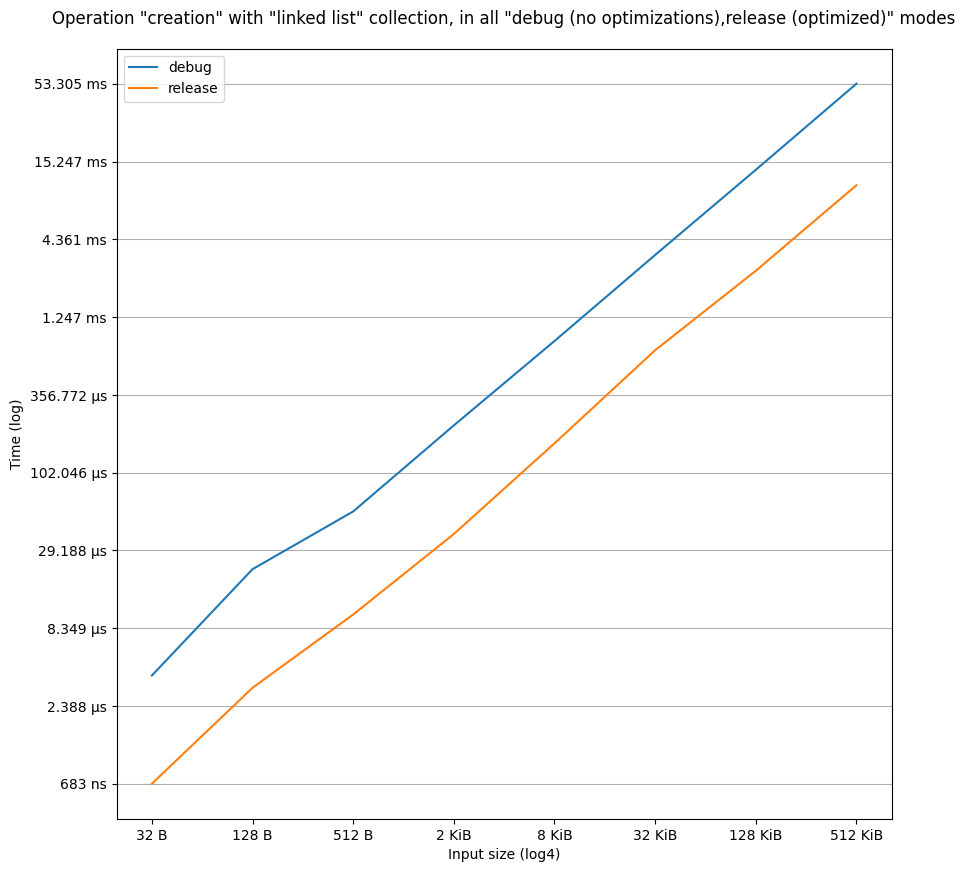 Operation "creation" with "linked list" collection, in all "debug (no optimizations),release (optimized)" modes
debug
release
53.305 ms
15.247 ms
4.361 ms
1.247 ms
356.772 µs
102.046 µs
29.188 µs
8.349 µs
2.388 µs
683 ns
Time (log)
32 B
128 B
512 B
2 KiB
8 KiB
32 KiB
128 KiB
512 KiB
Input size (log4)